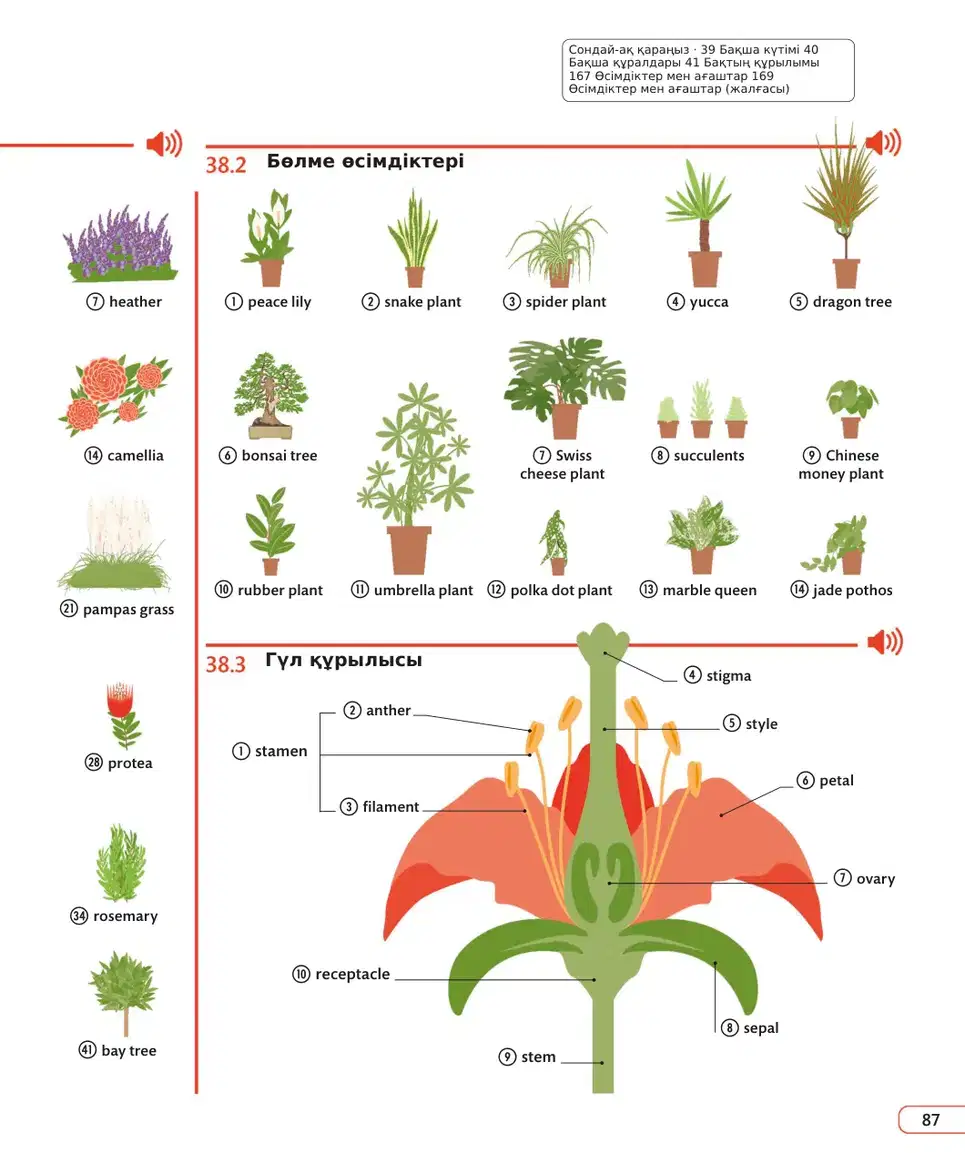 Сондай-ақ қараңыз · 39 Бақша күтімі 40
Бақша құралдары 41 Бақтың құрылымы
167 Өсімдіктер мен ағаштар 169
Өсімдіктер мен ағаштар (жалғасы)
7 heather
14 camellia
21 pampas grass
28 protea
34 rosemary
41 bay tree
38.2 Бөлме өсімдіктері
1 peace lily
2 snake plant
3 spider plant
4 yucca
5 dragon tree
6 bonsai tree
7 Swiss
cheese plant
8 succulents
9 Chinese
money plant
10 rubber plant
11 umbrella plant
12 polka dot plant
13 marble queen
14 jade pothos
38.3 Гүл құрылысы
1 stamen
2 anther
3 filament
4 stigma
5 style
6 petal
7 ovary
8 sepal
9 stem
10 receptacle
87